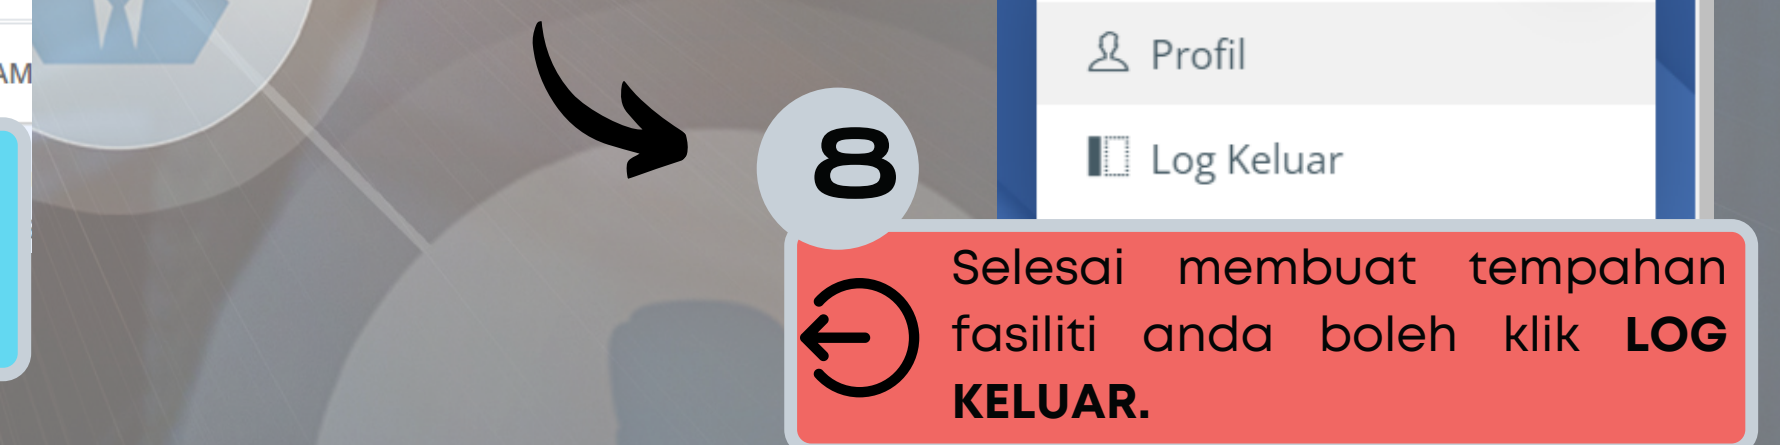 Profil
Log Keluar
8
Selesai membuat tempahan
fasiliti anda boleh klik LOG
KELUAR.